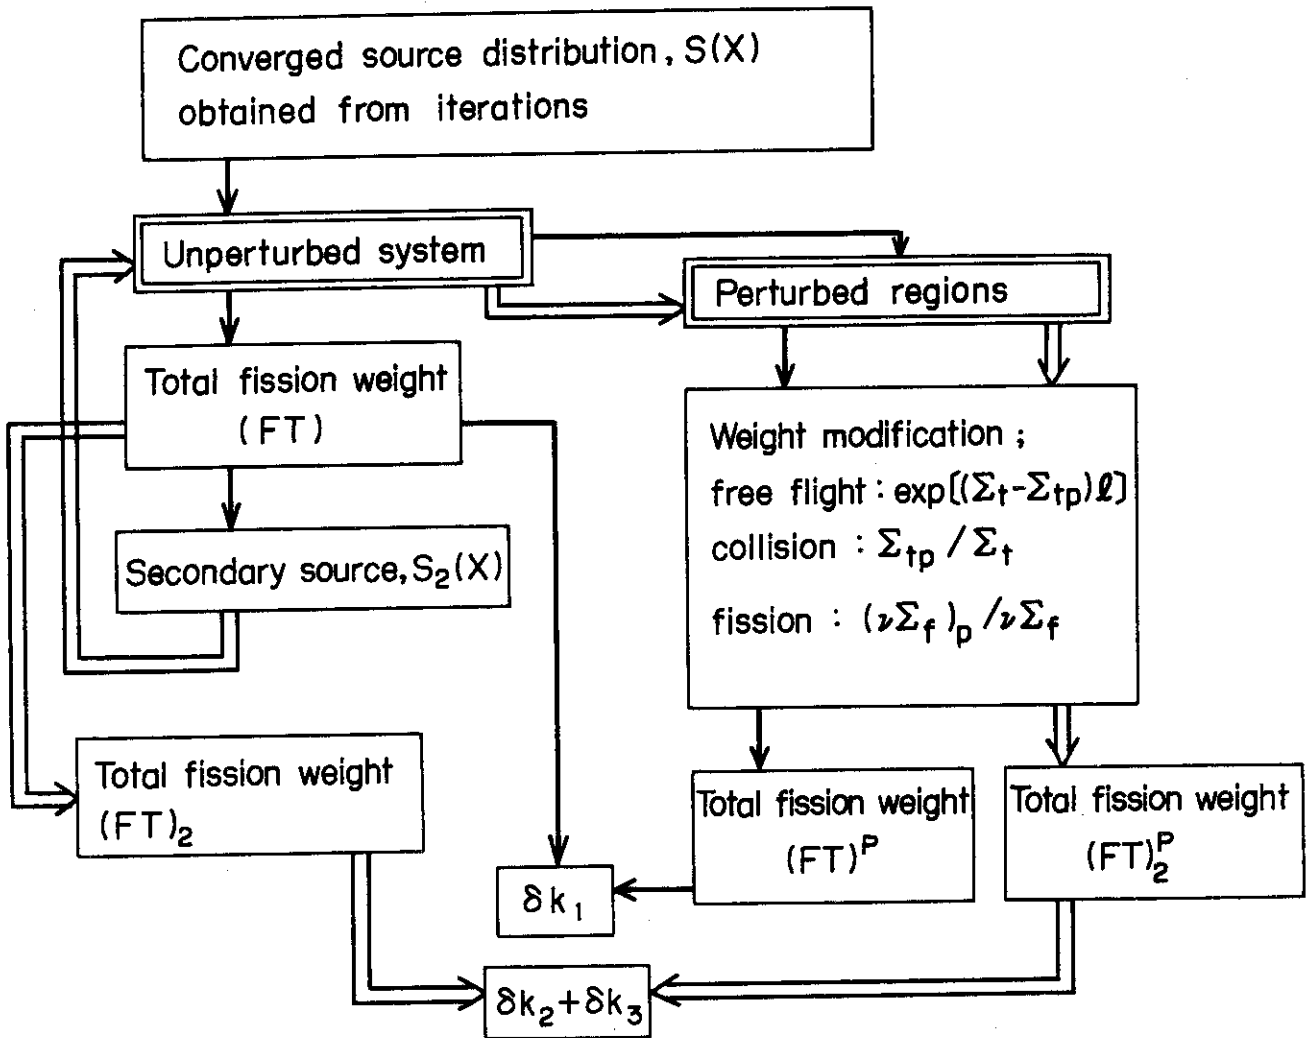 Converged source distribution, S(X)
obtained from iterations
Unperturbed system
Perturbed regions
Total fission weight
(FT)
Weight modification ;
free flight : exp[(Σt-Σtp)ℓ]
collision : Σtp / Σt
fission : (νΣf)p / νΣf
Secondary source, S₂(X)
Total fission weight
(FT)₂
Total fission weight
(FT)ᴾ
Total fission weight
(FT)₂ᴾ
δk₁
δk₂+δk₃